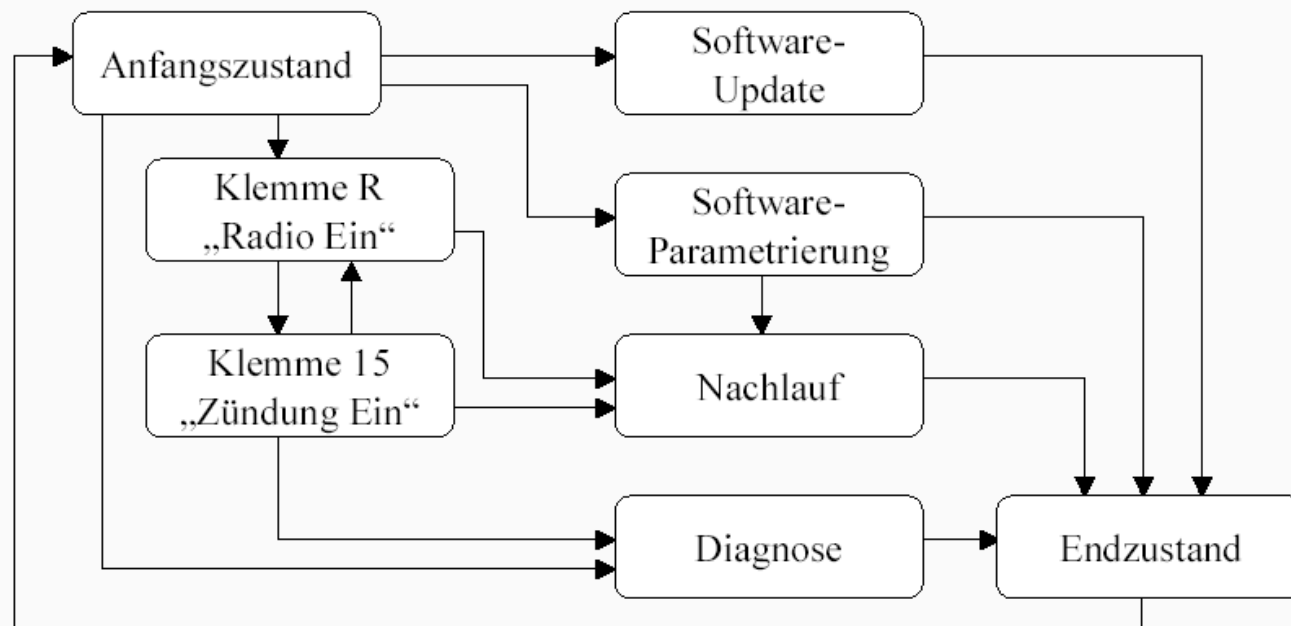 Anfangszustand
Software-
Update
Klemme R
„Radio Ein“
Software-
Parametrierung
Klemme 15
„Zündung Ein“
Nachlauf
Diagnose
Endzustand